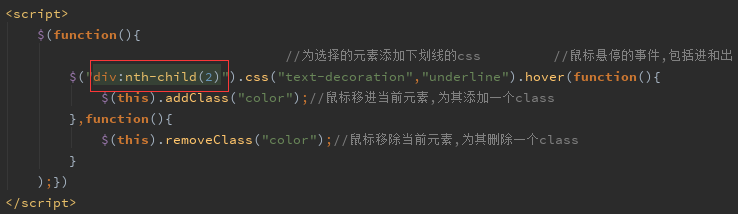 <script>
$(function(){
//为选择的元素添加下划线的css //鼠标悬停的事件,包括进和出
$("div:nth-child(2)").css("text-decoration","underline").hover(function(){
$(this).addClass("color");//鼠标移进当前元素,为其添加一个class
},function(){
$(this).removeClass("color");//鼠标移除当前元素,为其删除一个class
}
);})
</script>